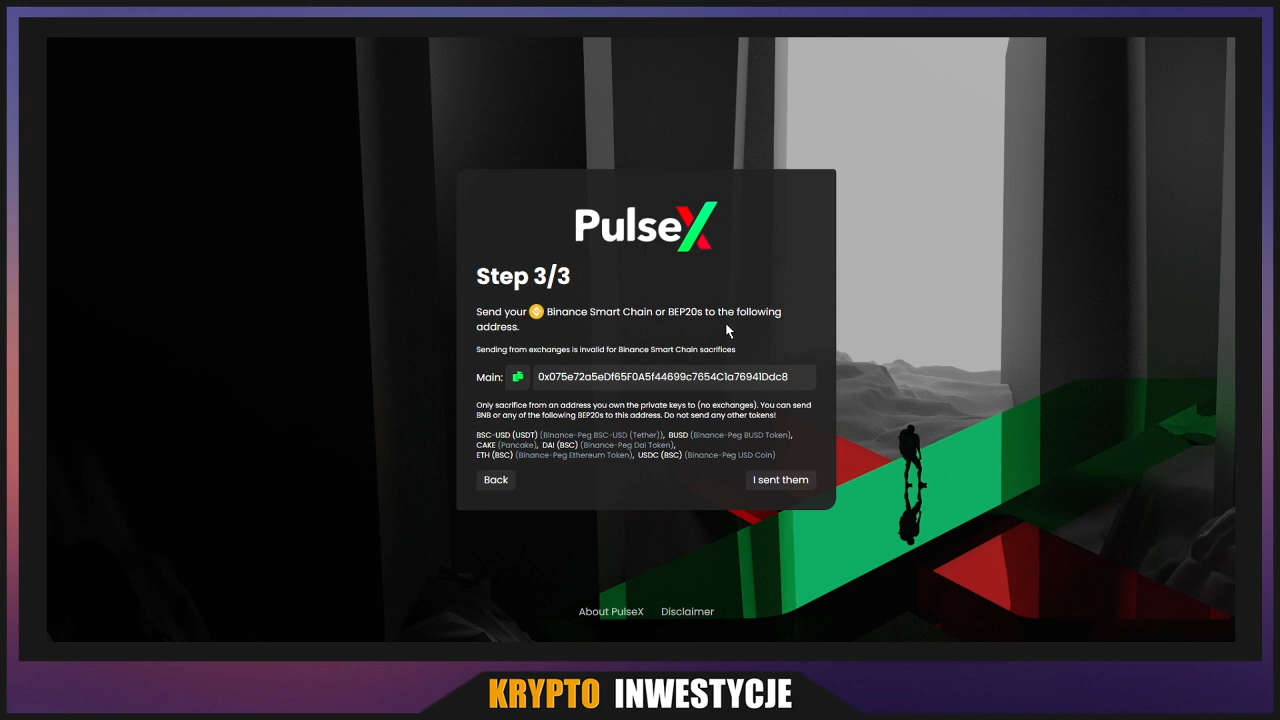 PulseX
Step 3/3
Send your Binance Smart Chain or BEP20s to the following
address.
Sending from exchanges is invalid for Binance Smart Chain sacrifices
Main: 0x075e72a5eDf65F0A5f44699c7654C1a76941Ddc8
Only sacrifice from an address you own the private keys to (no exchanges). You can send
BNB or any of the following BEP20s to this address. Do not send any other tokens!
BSC-USD (USDT) (Binance-Peg BSC-USD (Tether)), BUSD (Binance-Peg BUSD Token),
CAKE (Pancake), DAI (BSC) (Binance-Peg Dai Token),
ETH (BSC) (Binance-Peg Ethereum Token), USDC (BSC) (Binance-Peg USD Coin)
Back I sent them
About PulseX Disclaimer
KRYPTO INWESTYCJE